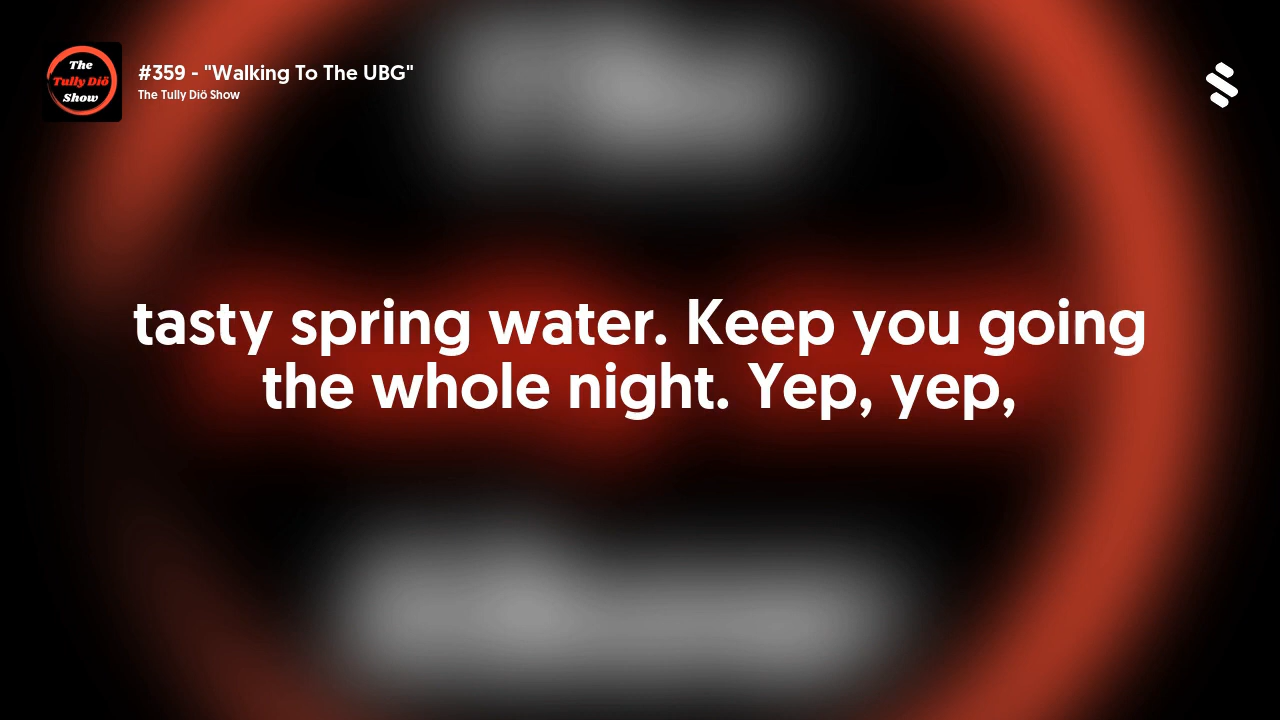 The
Tully Diö
Show
#359 - "Walking To The UBG"
The Tully Diö Show
tasty spring water. Keep you going
the whole night. Yep, yep,